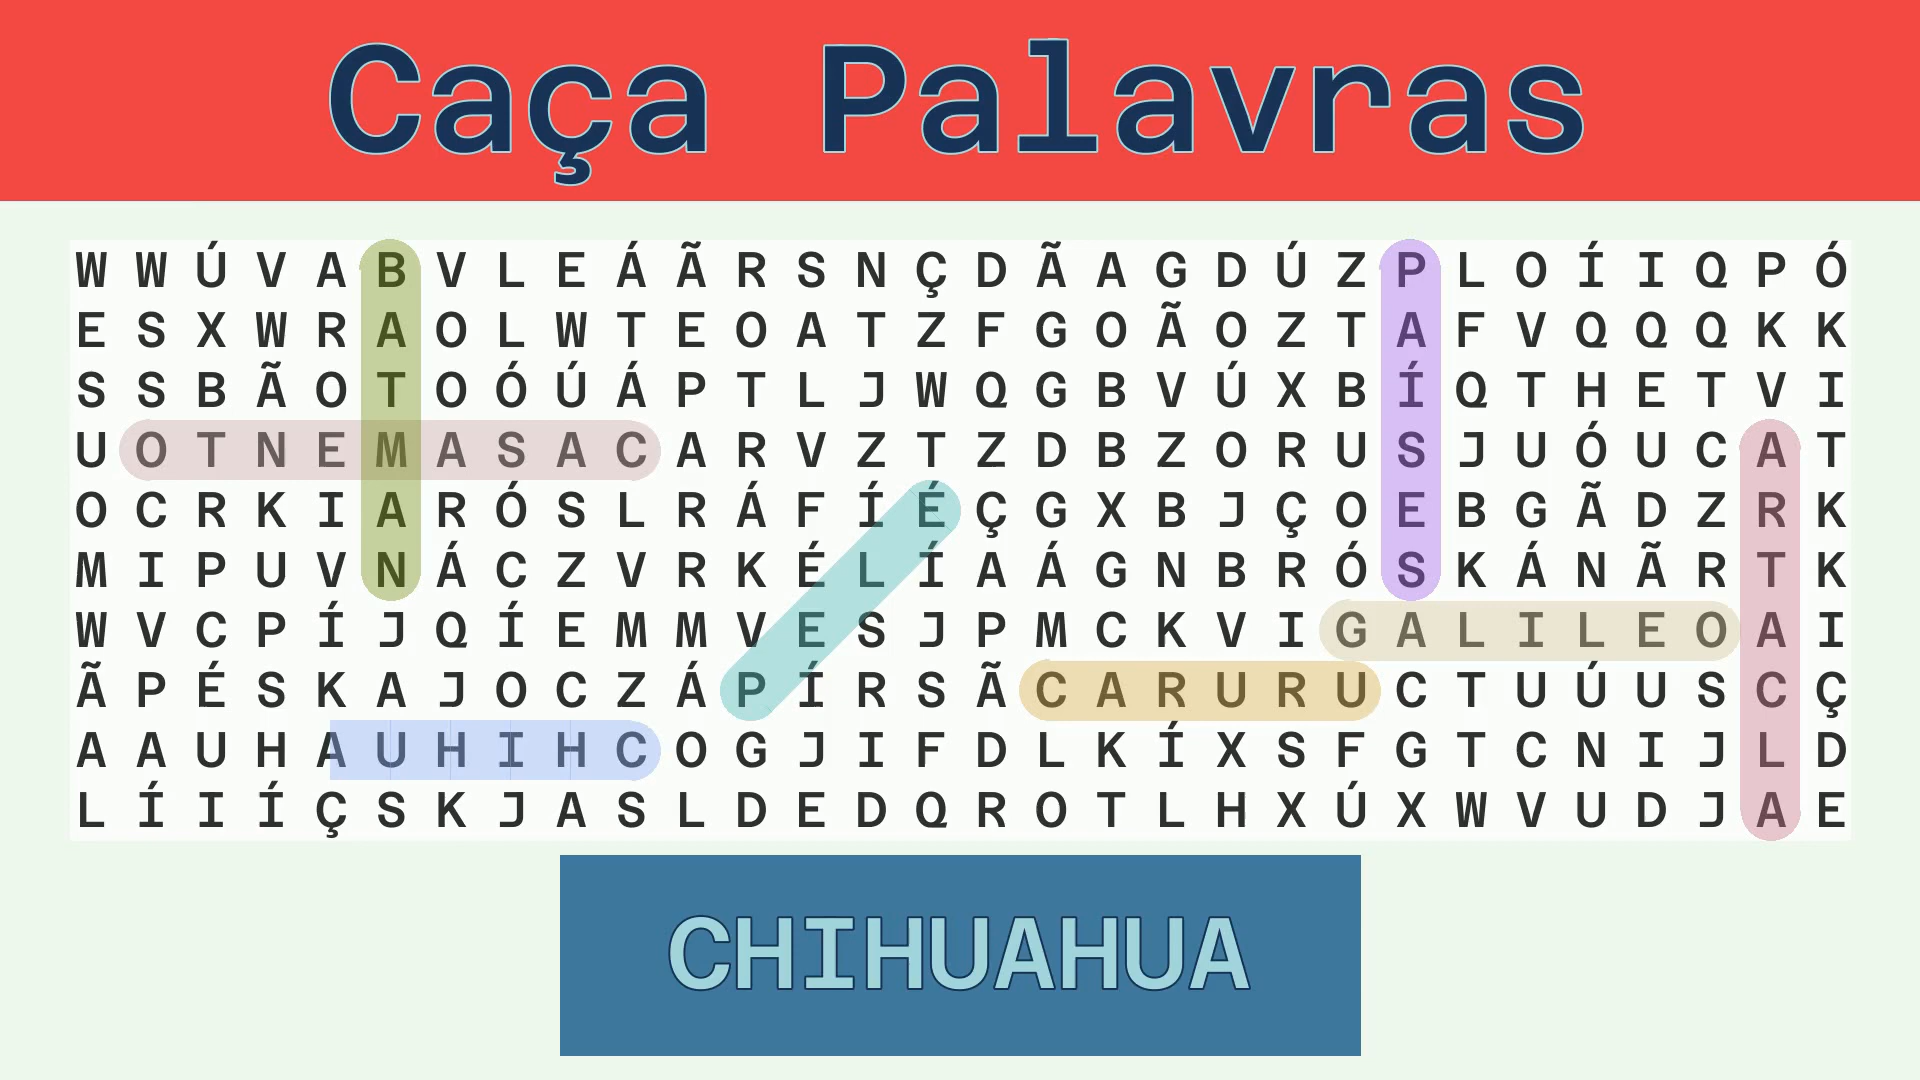 Caça Palavras
W W Ú V A B V L E Á Ã R S N Ç D Ã A G D Ú Z P L O Í I Q P Ó
E S X W R A O L W T E O A T Z F G O Ã O Z T A F V Q Q Q K K
S S B Ã O T O Ó Ú Á P T L J W Q G B V Ú X B Í Q T H E T V I
U O T N E M A S A C A R V Z T Z D B Z O R U S J U Ó U C A T
O C R K I A R Ó S L R Á F Í É Ç G X B J Ç O E B G Ã D Z R K
M I P U V N Á C Z V R K É L Í A Á G N B R Ó S K Á N Ã R T K
W V C P Í J Q Í E M M V E S J P M C K V I G A L I L E O A I
Ã P É S K A J O C Z Á P Í R S Ã C A R U R U C T U Ú U S C Ç
A A U H A U H I H C O G J I F D L K Í X S F G T C N I J L D
L Í I Í Ç S K J A S L D E D Q R O T L H X Ú X W V U D J A E
CHIHUAHUA